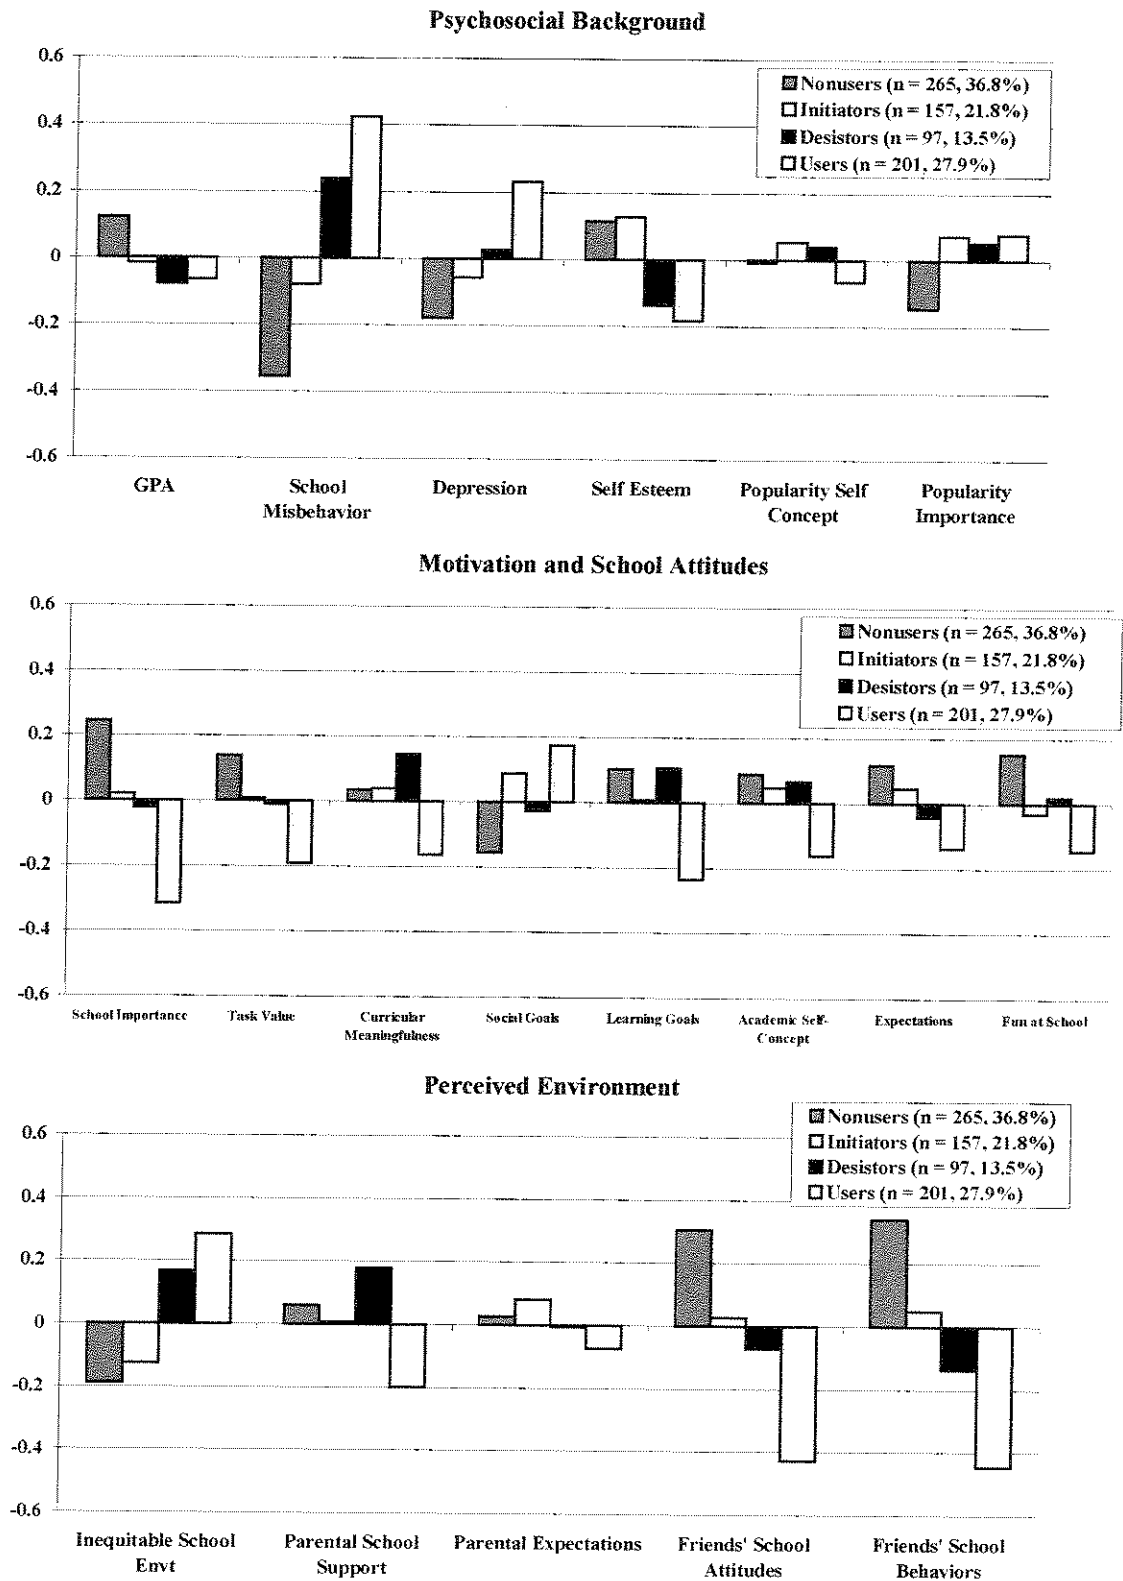 Psychosocial Background
0.6
0.4
0.2
0
-0.2
-0.4
-0.6
Nonusers (n = 265, 36.8%)
Initiators (n = 157, 21.8%)
Desistors (n = 97, 13.5%)
Users (n = 201, 27.9%)
GPA
School
Misbehavior
Depression
Self Esteem
Popularity Self
Concept
Popularity
Importance
Motivation and School Attitudes
0.6
0.4
0.2
0
-0.2
-0.4
-0.6
Nonusers (n = 265, 36.8%)
Initiators (n = 157, 21.8%)
Desistors (n = 97, 13.5%)
Users (n = 201, 27.9%)
School Importance
Task Value
Curricular
Meaningfulness
Social Goals
Learning Goals
Academic Self-
Concept
Expectations
Fun at School
Perceived Environment
0.6
0.4
0.2
0
-0.2
-0.4
-0.6
Nonusers (n = 265, 36.8%)
Initiators (n = 157, 21.8%)
Desistors (n = 97, 13.5%)
Users (n = 201, 27.9%)
Inequitable School
Envt
Parental School
Support
Parental Expectations
Friends' School
Attitudes
Friends' School
Behaviors